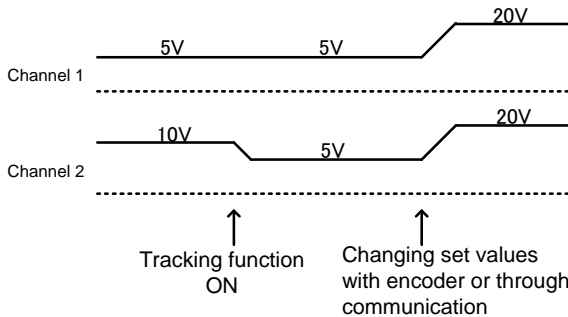 5V 5V 20V
Channel 1
10V 5V 20V
Channel 2
Tracking function
ON
Changing set values
with encoder or through
communication